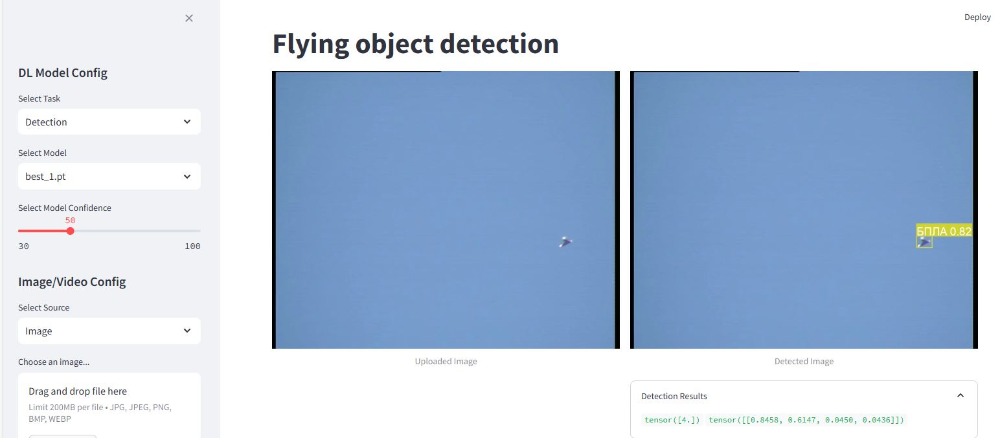 Deploy
DL Model Config
Select Task
Detection
Select Model
best_1.pt
Select Model Confidence
50
30
100
Image/Video Config
Select Source
Image
Choose an image...
Drag and drop file here
Limit 200MB per file • JPG, JPEG, PNG,
BMP, WEBP
Flying object detection
БПЛА 0.82
Uploaded Image
Detected Image
Detection Results
tensor([4.]) tensor([[0.8458, 0.6147, 0.0450, 0.0436]])